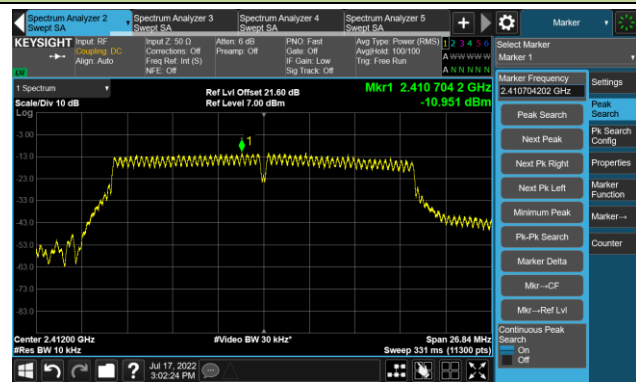 Spectrum Analyzer 2
Swept SA
Spectrum Analyzer 3
Swept SA
Spectrum Analyzer 4
Swept SA
Spectrum Analyzer 5
Swept SA
Marker
KEYSIGHT
Input: RF
Coupling: DC
Align: Auto
Input Z: 50 Ω
Corrections: Off
Freq Ref: Int (S)
NFE: Off
Atten: 6 dB
Preamp: Off
PNO: Fast
Gate: Off
IF Gain: Low
Sig Track: Off
Avg Type: Power (RMS)
Avg|Hold: 100/100
Trig: Free Run
1 2 3 4 5 6
A W W W W W
A N N N N N
Select Marker
Marker 1
LW
1 Spectrum
Scale/Div 10 dB
Log
Ref Lvl Offset 21.60 dB
Ref Level 7.00 dBm
Mkr1 2.410 704 2 GHz
-10.951 dBm
1
-3.00
-13.0
-23.0
-33.0
-43.0
-53.0
-63.0
-73.0
-83.0
Center 2.41200 GHz
#Res BW 10 kHz
#Video BW 30 kHz*
Span 26.84 MHz
Sweep 331 ms (11300 pts)
Marker Frequency
2.410704202 GHz
Peak Search
Next Peak
Next Pk Right
Next Pk Left
Minimum Peak
Pk-Pk Search
Marker Delta
Mkr→CF
Mkr→Ref Lvl
Continuous Peak
Search
On
Off
Settings
Peak
Search
Pk Search
Config
Properties
Marker
Function
Marker→
Counter
?
Jul 17, 2022
3:02:24 PM